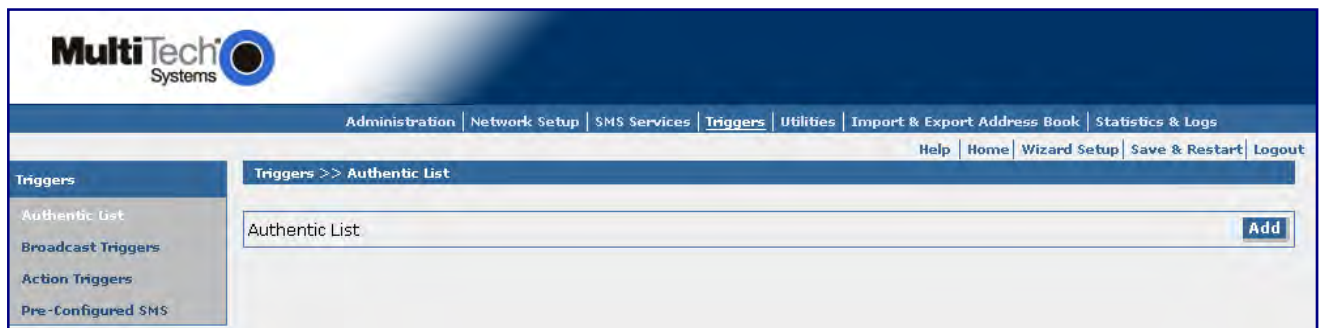 MultiTech
Systems
Administration | Network Setup | SMS Services | Triggers | Utilities | Import & Export Address Book | Statistics & Logs
Help | Home | Wizard Setup | Save & Restart | Logout
Triggers
Triggers >> Authentic List
Authentic List
Broadcast Triggers
Action Triggers
Pre-Configured SMS
Authentic List
Add